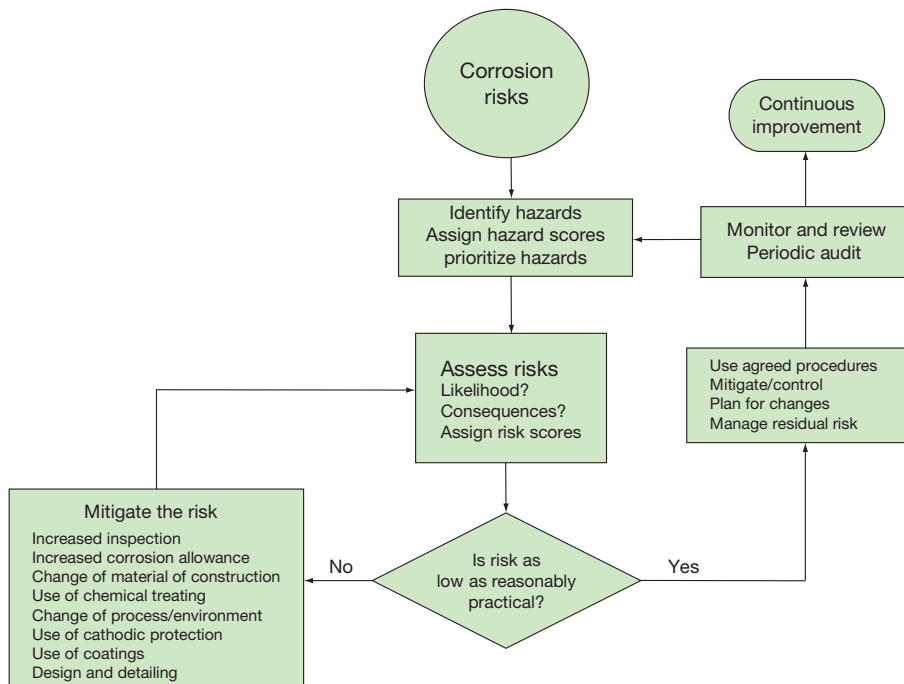 Corrosion
risks
Continuous
improvement
Identify hazards
Assign hazard scores
prioritize hazards
Monitor and review
Periodic audit
Assess risks
Likelihood?
Consequences?
Assign risk scores
Use agreed procedures
Mitigate/control
Plan for changes
Manage residual risk
Mitigate the risk
Increased inspection
Increased corrosion allowance
Change of material of construction
Use of chemical treating
Change of process/environment
Use of cathodic protection
Use of coatings
Design and detailing
No
Is risk as
low as reasonably
practical?
Yes